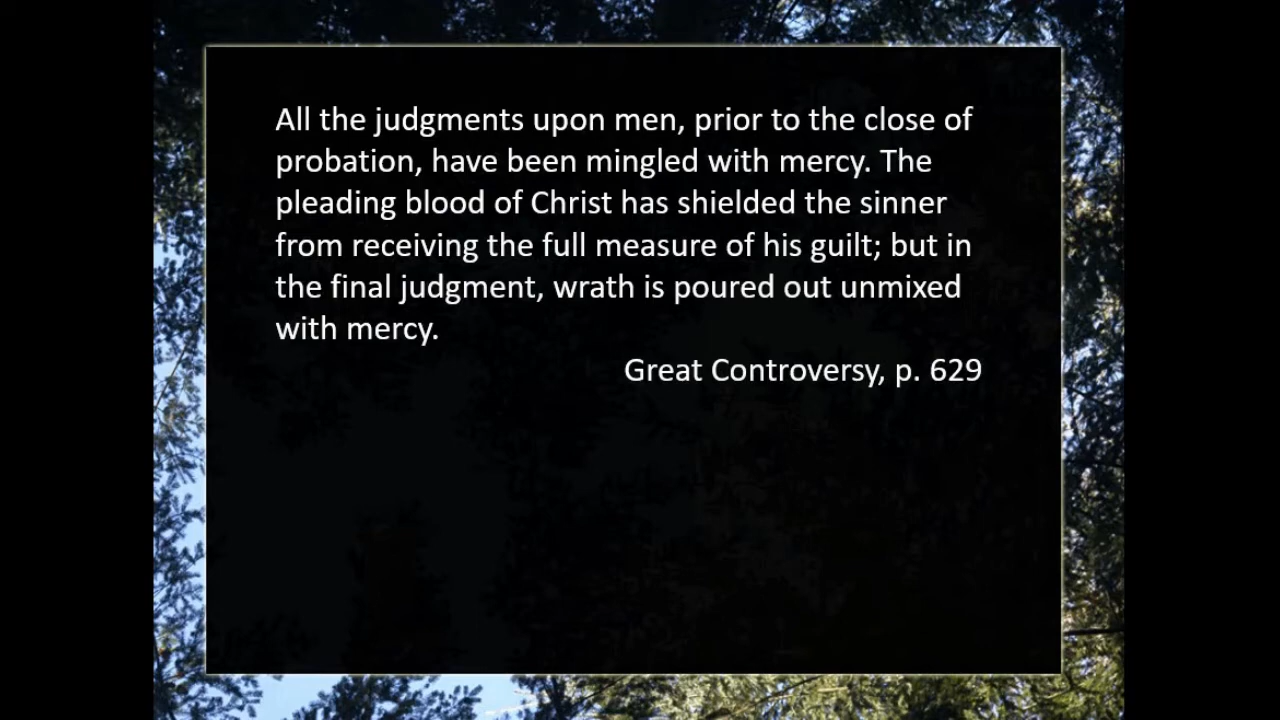 All the judgments upon men, prior to the close of
probation, have been mingled with mercy. The
pleading blood of Christ has shielded the sinner
from receiving the full measure of his guilt; but in
the final judgment, wrath is poured out unmixed
with mercy.
Great Controversy, p. 629